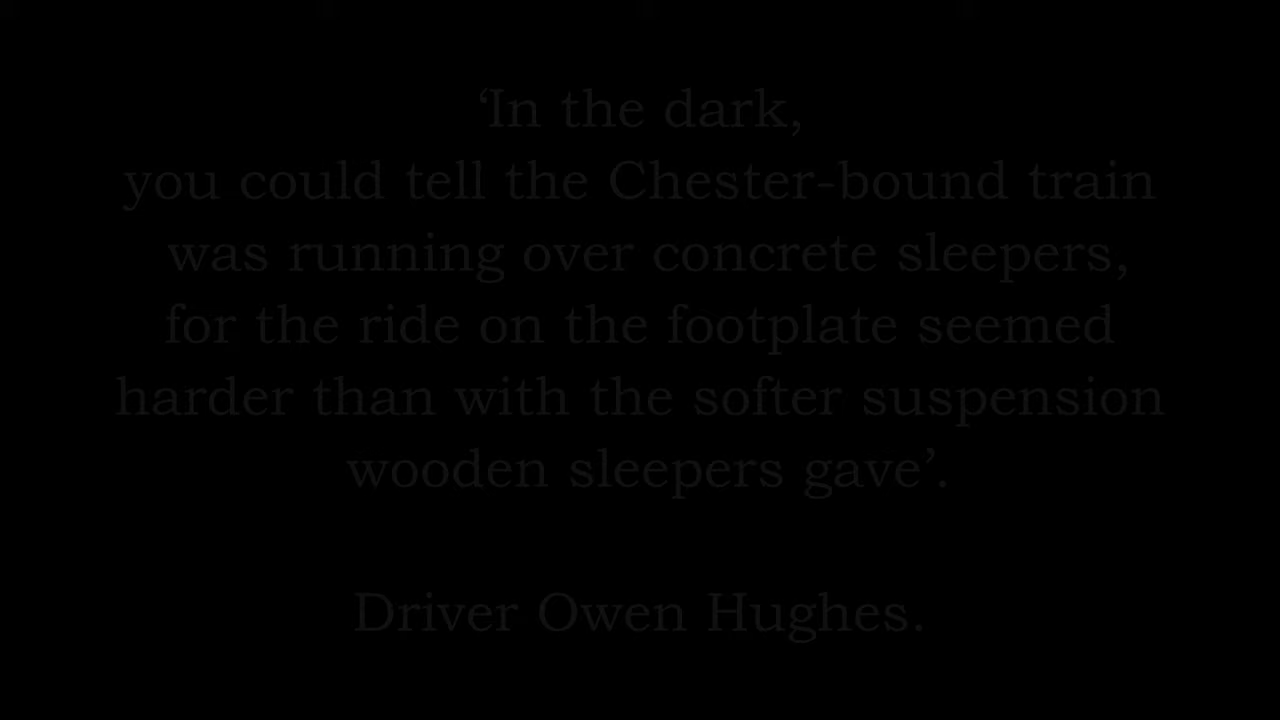 ‘In the dark,
you could tell the Chester-bound train
was running over concrete sleepers,
for the ride on the footplate seemed
harder than with the softer suspension
wooden sleepers gave’.
Driver Owen Hughes.